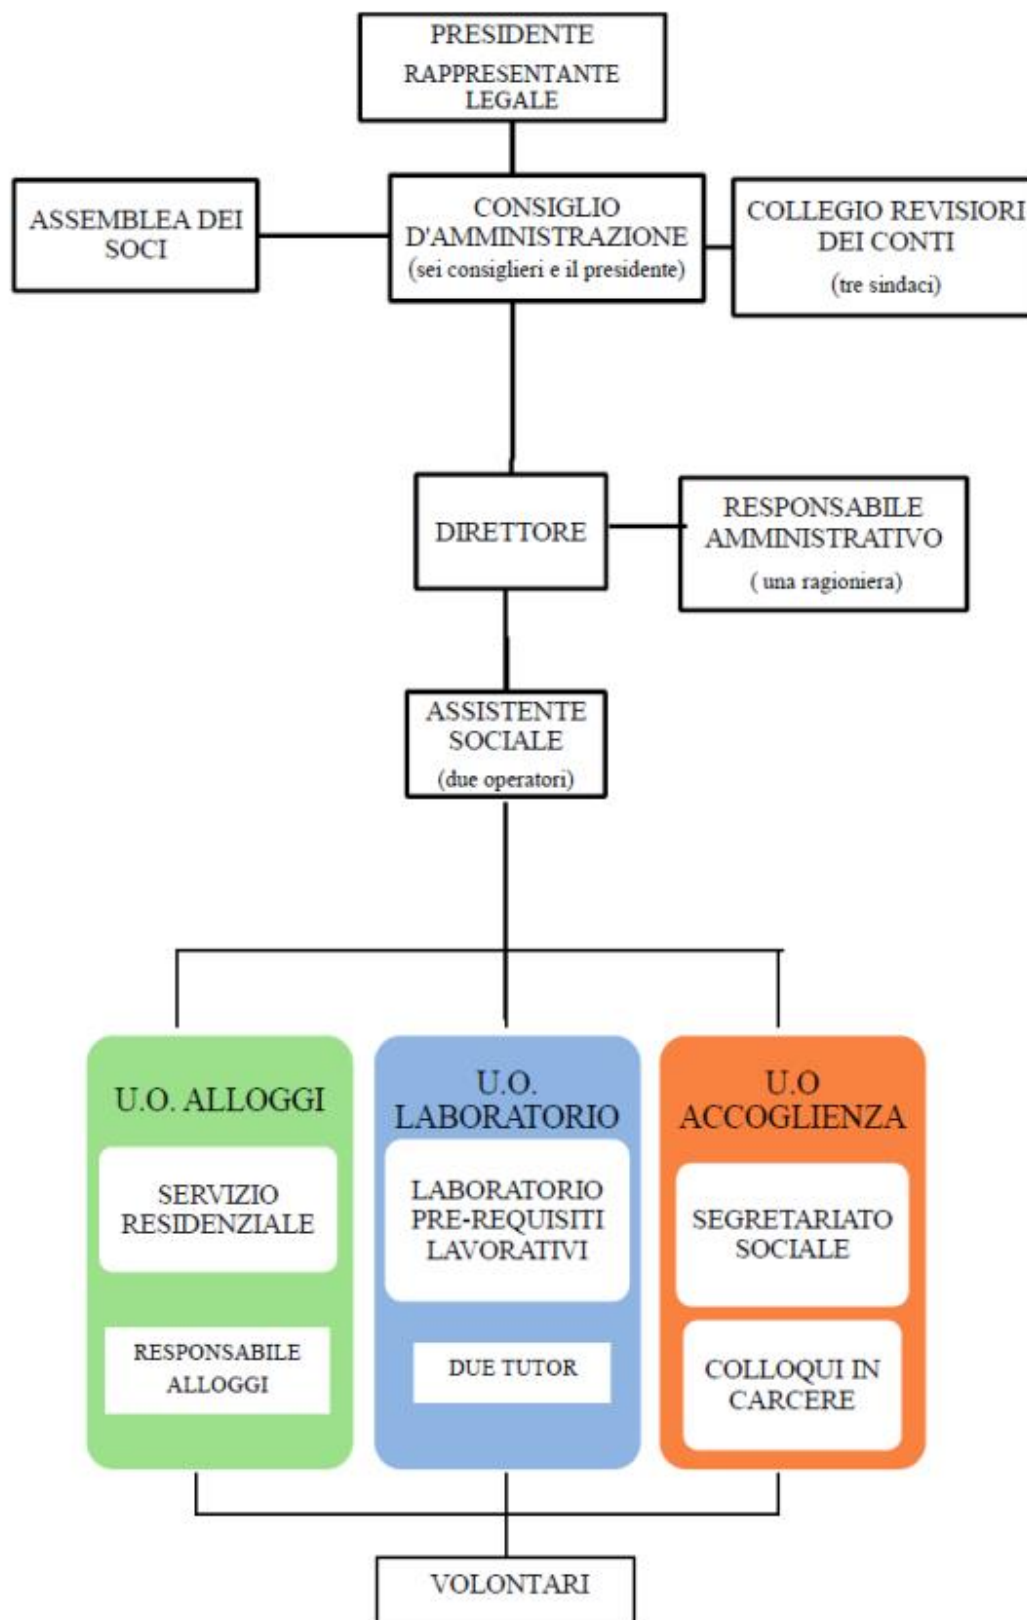 PRESIDENTE
RAPPRESENTANTE
LEGALE
ASSEMBLEA DEI
SOCI
CONSIGLIO
D'AMMINISTRAZIONE
(sei consiglieri e il presidente)
COLLEGIO REVISIORI
DEI CONTI
(tre sindaci)
DIRETTORE
RESPONSABILE
AMMINISTRATIVO
( una ragioniera)
ASSISTENTE
SOCIALE
(due operatori)
U.O. ALLOGGI
SERVIZIO
RESIDENZIALE
RESPONSABILE
ALLOGGI
U.O.
LABORATORIO
LABORATORIO
PRE-REQUISITI
LAVORATIVI
DUE TUTOR
U.O
ACCOGLIENZA
SEGRETARIATO
SOCIALE
COLLOQUI IN
CARCERE
VOLONTARI